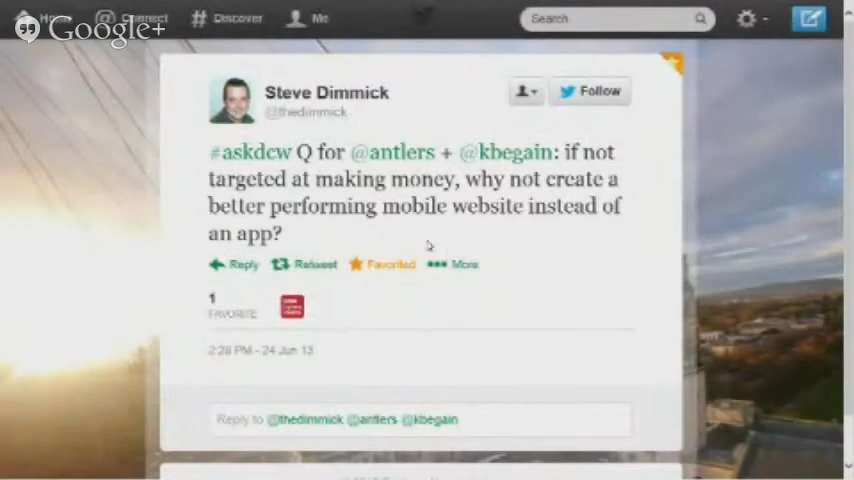 Home @ Connect # Discover Me Search
Google+
Steve Dimmick
@thedimmick
Follow
#askdcw Q for @antlers + @kbegain: if not
targeted at making money, why not create a
better performing mobile website instead of
an app?
Reply Retweet Favorited More
1
FAVORITE
2:28 PM - 24 Jun 13
Reply to @thedimmick @antlers @kbegain